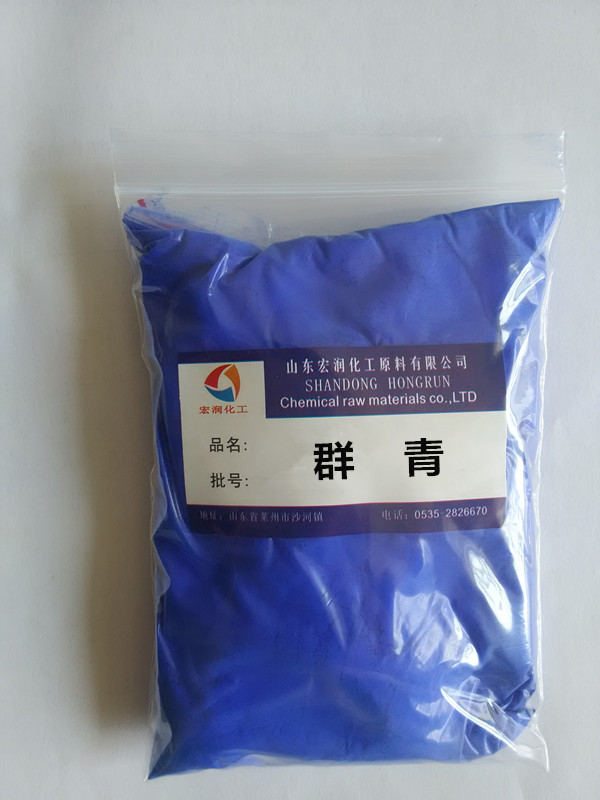 山东宏润化工原料有限公司
SHANDONG HONGRUN
Chemical raw materials co.,LTD
宏润化工
品名: 群 青
批号:
地址: 山东省莱州市沙河镇 电话: 0535-2826670